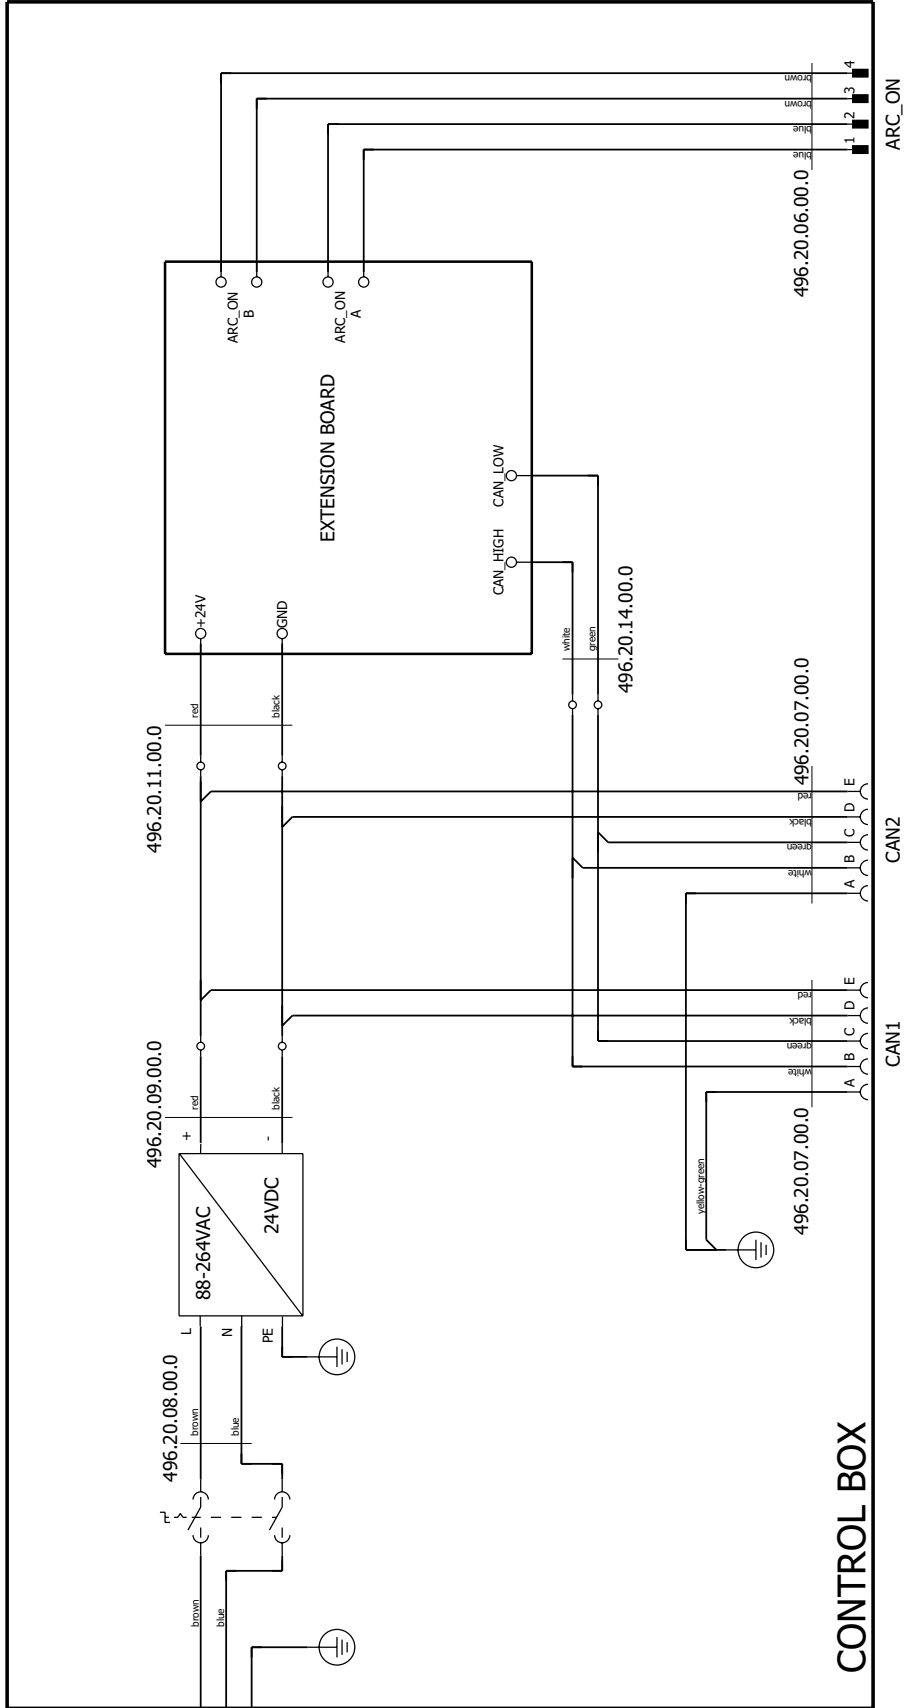 CONTROL BOX
brown
blue
496.20.08.00.0
brown
blue
L
N
PE
88-264VAC
24VDC
+
-
496.20.09.00.0
red
black
496.20.11.00.0
red
black
+24V
GND
EXTENSION BOARD
CAN_HIGH
CAN_LOW
ARC_ON
A
ARC_ON
B
white
green
496.20.14.00.0
yellow-green
496.20.07.00.0
white
green
black
red
A
B
C
D
E
CAN1
496.20.07.00.0
white
green
black
red
A
B
C
D
E
CAN2
496.20.06.00.0
blue
blue
brown
brown
1
2
3
4
ARC_ON